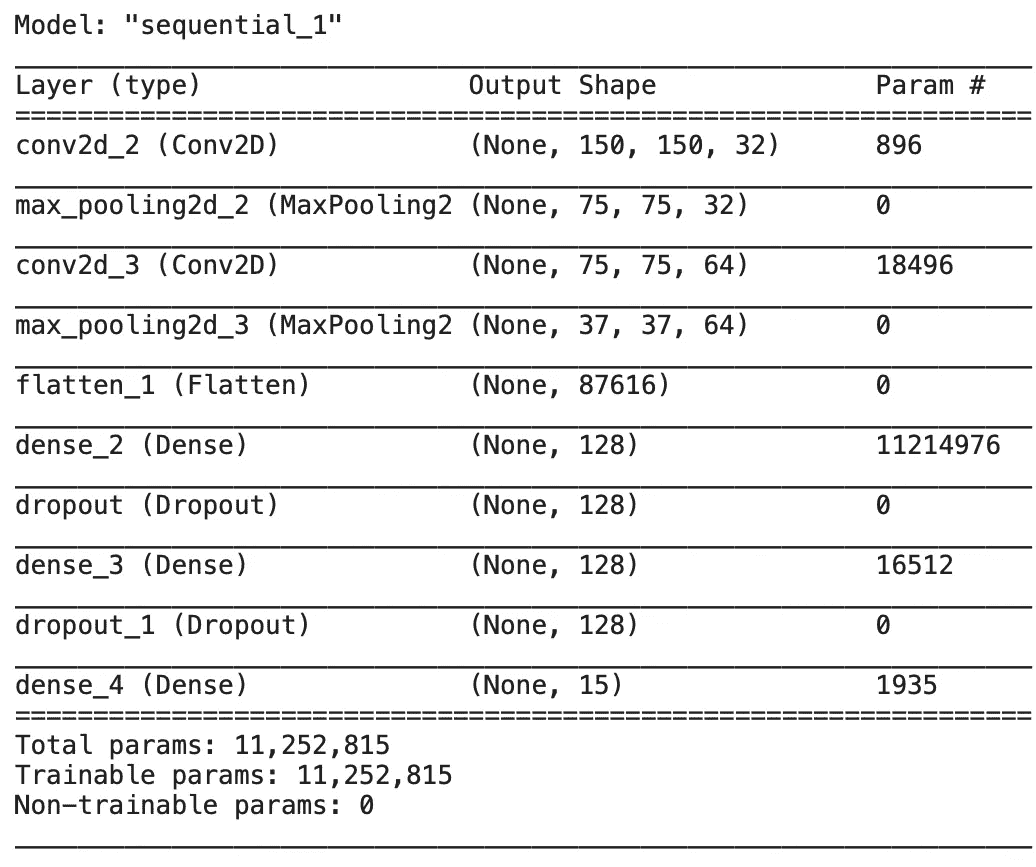 Model: "sequential_1"
Layer (type) Output Shape Param #
conv2d_2 (Conv2D) (None, 150, 150, 32) 896
max_pooling2d_2 (MaxPooling2 (None, 75, 75, 32) 0
conv2d_3 (Conv2D) (None, 75, 75, 64) 18496
max_pooling2d_3 (MaxPooling2 (None, 37, 37, 64) 0
flatten_1 (Flatten) (None, 87616) 0
dense_2 (Dense) (None, 128) 11214976
dropout (Dropout) (None, 128) 0
dense_3 (Dense) (None, 128) 16512
dropout_1 (Dropout) (None, 128) 0
dense_4 (Dense) (None, 15) 1935
Total params: 11,252,815
Trainable params: 11,252,815
Non-trainable params: 0